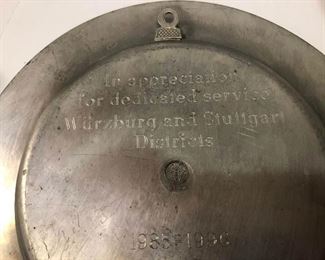 In appreciation
for dedicated service
Würzburg and Stuttgart
Districts